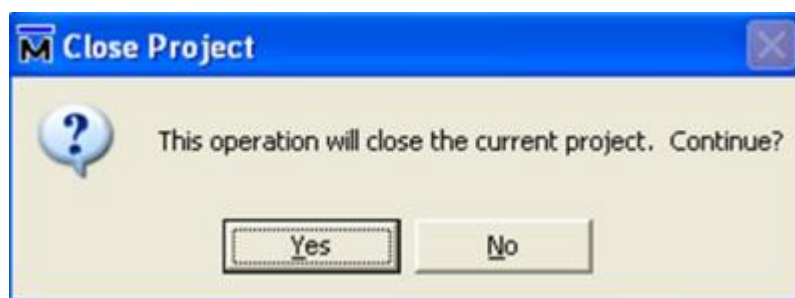 Close Project
This operation will close the current project. Continue?
Yes
No